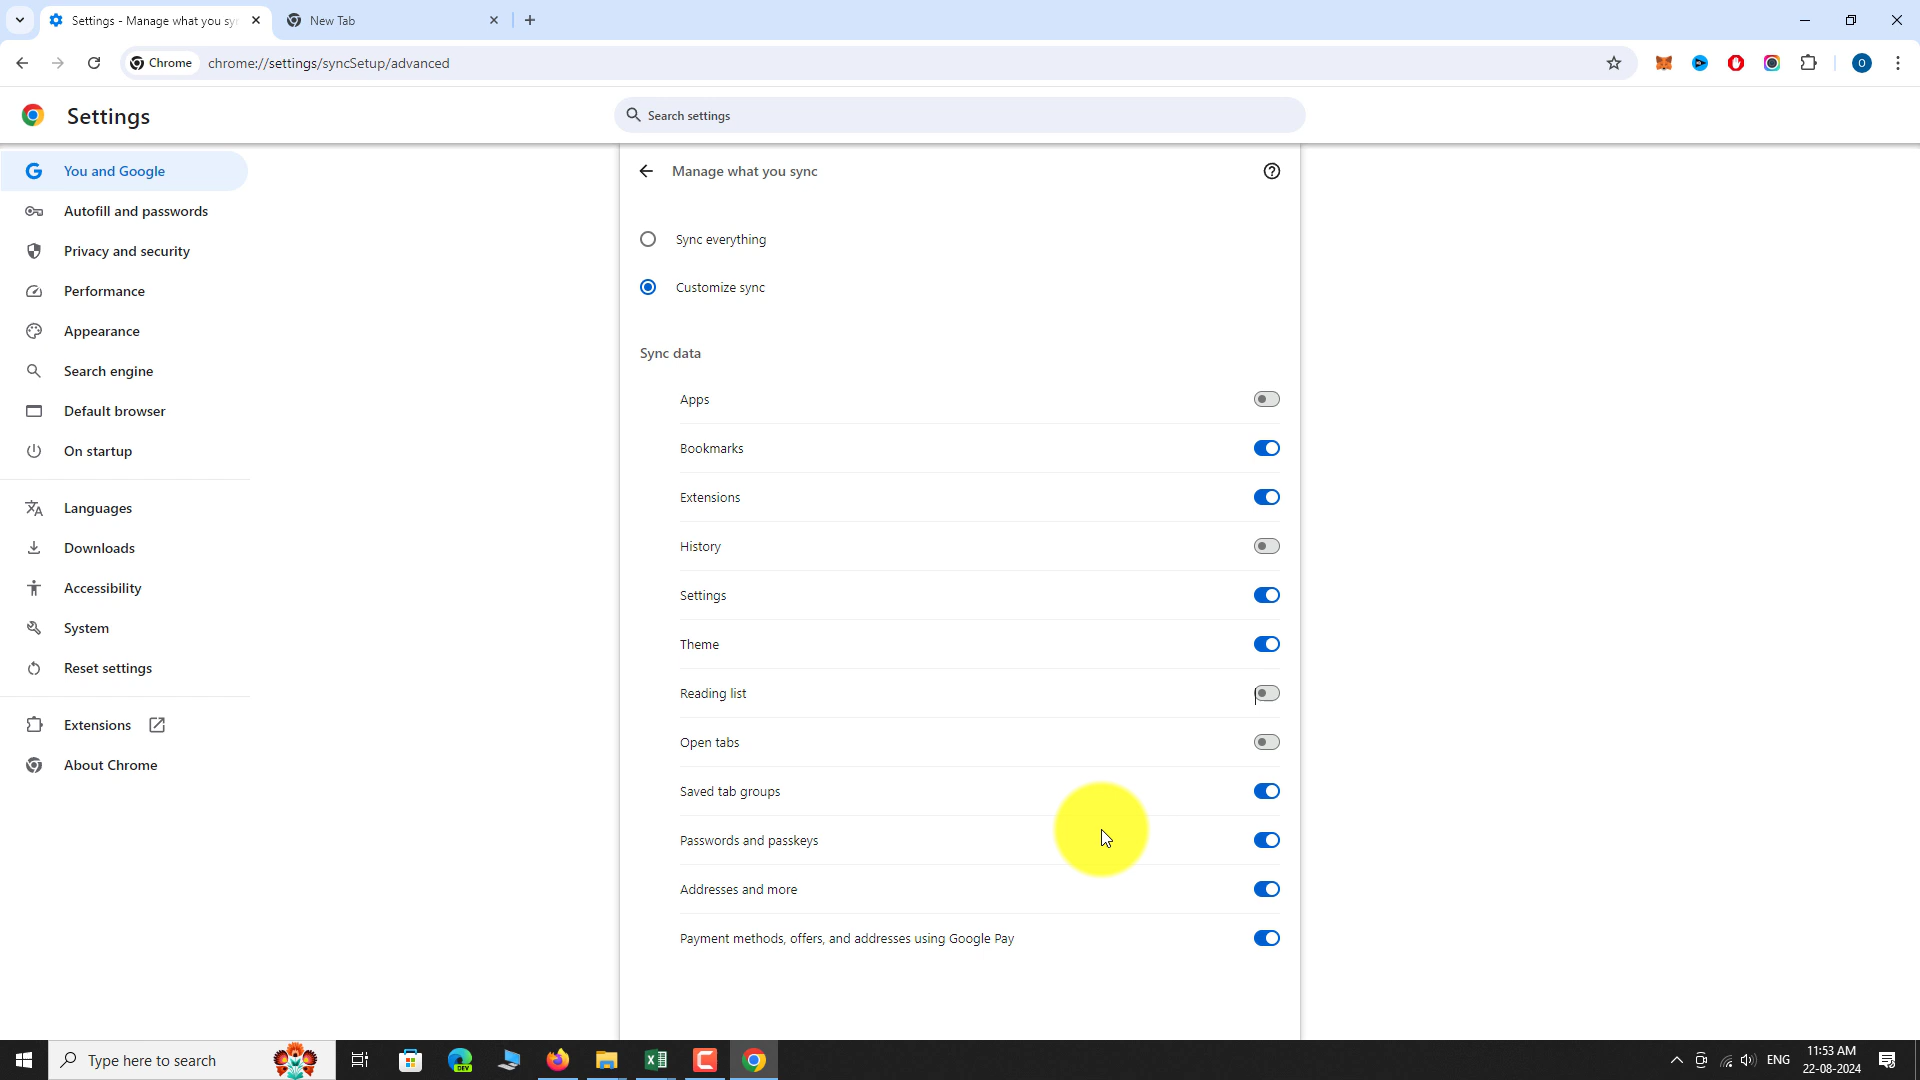 Settings - Manage what you sy
New Tab
Chrome
chrome://settings/syncSetup/advanced
O
Settings
Search settings
You and Google
Autofill and passwords
Privacy and security
Performance
Appearance
Search engine
Default browser
On startup
Languages
Downloads
Accessibility
System
Reset settings
Extensions
About Chrome
Manage what you sync
Sync everything
Customize sync
Sync data
Apps
Bookmarks
Extensions
History
Settings
Theme
Reading list
Open tabs
Saved tab groups
Passwords and passkeys
Addresses and more
Payment methods, offers, and addresses using Google Pay
Type here to search
DEV
ENG
11:53 AM
22-08-2024